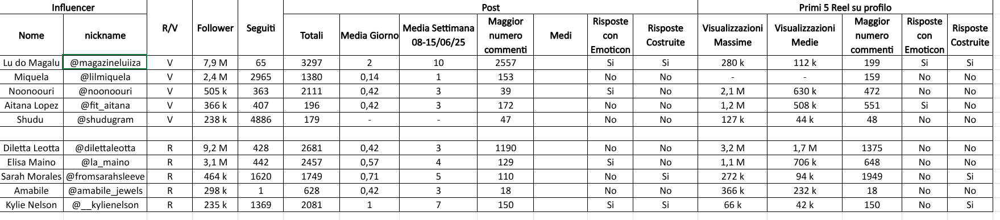 Influencer Post Primi 5 Reel su profilo
Nome nickname R/V Follower Seguiti Totali Media Giorno Media Settimana 08-15/06/25 Maggior numero commenti Medi Risposte con Emoticon Risposte Costruite Visualizzazioni Massime Visualizzazioni Medie Maggior numero commenti Risposte con Emoticon Risposte Costruite
Lu do Magalu @magazineluiiza V 7,9 M 65 3297 2 10 2557 Si Si 280 k 112 k 199 Si Si
Miquela @lilmiquela V 2,4 M 2965 1380 0,14 1 153 No No - - 159 No No
Noonoouri @noonoouri V 505 k 363 2111 0,42 3 39 Si No 2,1 M 630 k 472 No No
Aitana Lopez @fit_aitana V 366 k 407 196 0,42 3 172 No No 1,2 M 508 k 551 Si No
Shudu @shudugram V 238 k 4886 179 - - 47 No No 127 k 44 k 48 No No
Diletta Leotta @dilettaleotta R 9,2 M 428 2681 0,42 3 1190 No No 3,2 M 1,7 M 1375 No No
Elisa Maino @la_maino R 3,1 M 442 2457 0,57 4 129 Si No 1,1 M 706 k 648 No No
Sarah Morales @fromsarahsleeve R 464 k 1620 1749 0,71 5 110 No Si 272 k 94 k 1949 No Si
Amabile @amabile_jewels R 298 k 1 628 0,42 3 18 No No 366 k 232 k 18 No No
Kylie Nelson @__kylienelson R 235 k 1369 2081 1 7 150 Si Si 66 k 42 k 150 No Si